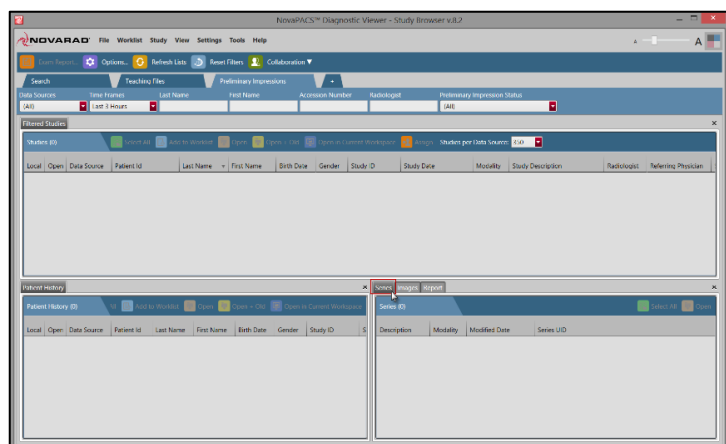 NovaPACS™ Diagnostic Viewer - Study Browser v.8.2
NOVARAD® File Worklist Study View Settings Tools Help A A
Exam Report... Options... Refresh Lists Reset Filters Collaboration ▼
Search Teaching Files Preliminary Impressions +
Data Sources Time Frames Last Name First Name Accession Number Radiologist Preliminary Impression Status
(All) Last 3 Hours (All)
Filtered Studies ×
Studies (0) Select All Add to Worklist Open Open + Old Open in Current Workspace Assign Studies per Data Source: 350
Local Open Data Source Patient Id Last Name First Name Birth Date Gender Study ID Study Date Modality Study Description Radiologist Referring Physician
Patient History × Series Images Report ×
Patient History (0) All Add to Worklist Open Open + Old Open in Current Workspace Series (0) Select All Open
Local Open Data Source Patient Id Last Name First Name Birth Date Gender Study ID S Description Modality Modified Date Series UID